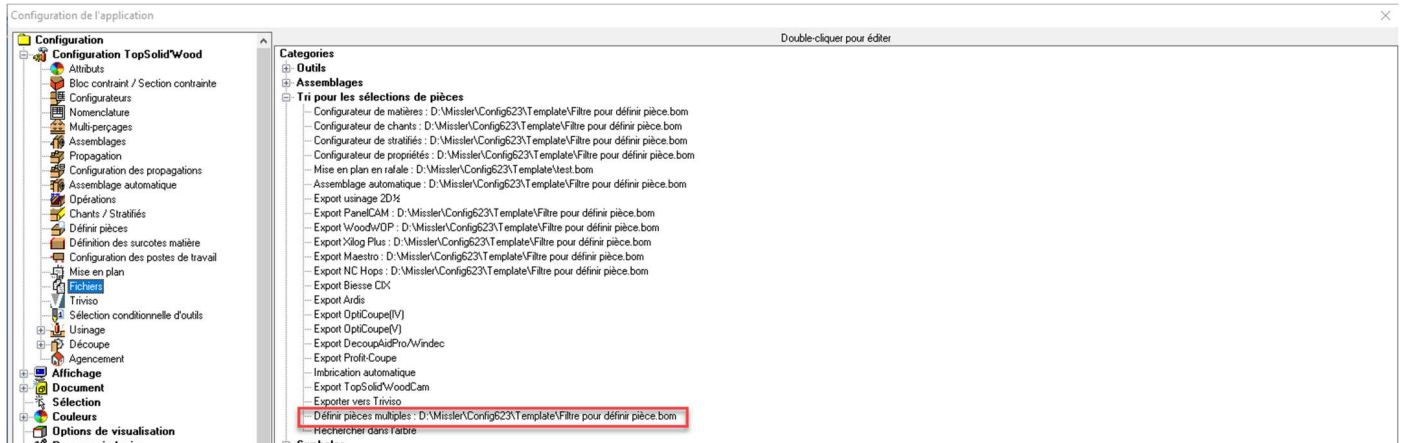 Configuration de l'application
Configuration
Configuration TopSolid'Wood
Attributs
Bloc contraint / Section contrainte
Configurateurs
Nomenclature
Multi-perçages
Assemblages
Propagation
Configuration des propagations
Assemblage automatique
Opérations
Chants / Stratifiés
Définir pièces
Définition des surcotes matière
Configuration des postes de travail
Mise en plan
Fichiers
Triviso
Sélection conditionnelle d'outils
Usinage
Découpe
Agencement
Affichage
Document
Sélection
Couleurs
Options de visualisation
Double-cliquer pour éditer
Categories
Outils
Assemblages
Tri pour les sélections de pièces
Configurateur de matières : D:\Missler\Config623\Template\Filtre pour définir pièce.bom
Configurateur de chants : D:\Missler\Config623\Template\Filtre pour définir pièce.bom
Configurateur de stratifiés : D:\Missler\Config623\Template\Filtre pour définir pièce.bom
Configurateur de propriétés : D:\Missler\Config623\Template\Filtre pour définir pièce.bom
Mise en plan en rafale : D:\Missler\Config623\Template\test.bom
Assemblage automatique : D:\Missler\Config623\Template\Filtre pour définir pièce.bom
Export usinage 2D½
Export PanelCAM : D:\Missler\Config623\Template\Filtre pour définir pièce.bom
Export WoodWOP : D:\Missler\Config623\Template\Filtre pour définir pièce.bom
Export Xilog Plus : D:\Missler\Config623\Template\Filtre pour définir pièce.bom
Export Maestro : D:\Missler\Config623\Template\Filtre pour définir pièce.bom
Export NC Hops : D:\Missler\Config623\Template\Filtre pour définir pièce.bom
Export Biesse CIX
Export Ardis
Export OptiCoupe(IV)
Export OptiCoupe(V)
Export DecoupAidPro/Windec
Export Profit-Coupe
Imbrication automatique
Export TopSolid'WoodCam
Exporter vers Triviso
Définir pièces multiples : D:\Missler\Config623\Template\Filtre pour définir pièce.bom
Rechercher dans l'arbre